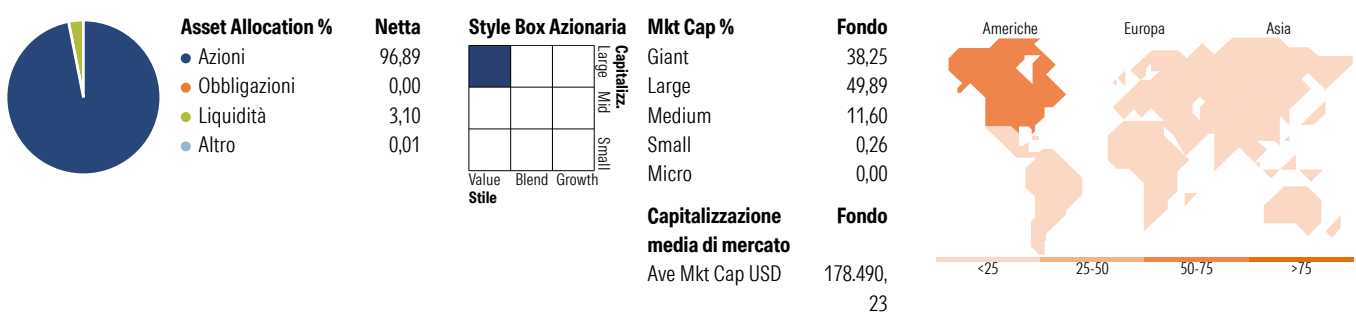 Asset Allocation % Netta
Azioni 96,89
Obbligazioni 0,00
Liquidità 3,10
Altro 0,01
Style Box Azionaria
Capitalizz.
Large Mid Small
Value Blend Growth
Stile
Mkt Cap % Fondo
Giant 38,25
Large 49,89
Medium 11,60
Small 0,26
Micro 0,00
Capitalizzazione Fondo
media di mercato
Ave Mkt Cap USD 178.490,
23
Americhe Europa Asia
<25 25-50 50-75 >75